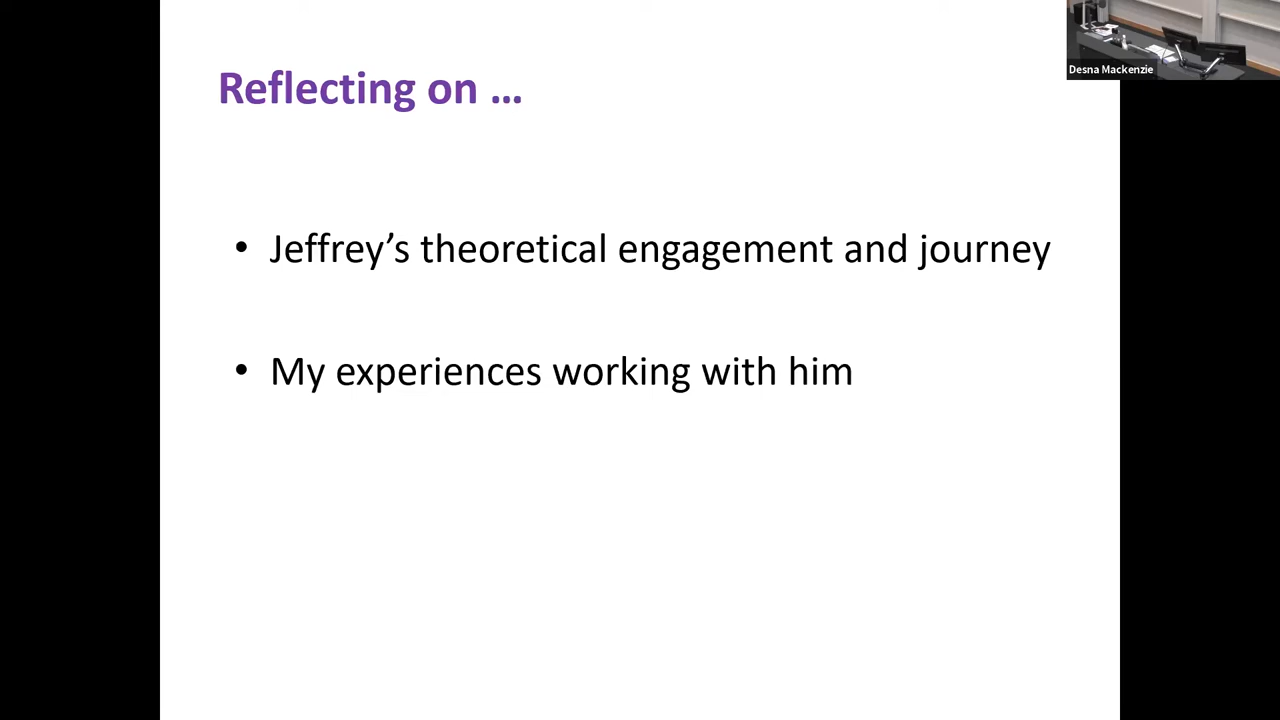 Desna Mackenzie
Reflecting on …
• Jeffrey’s theoretical engagement and journey
• My experiences working with him